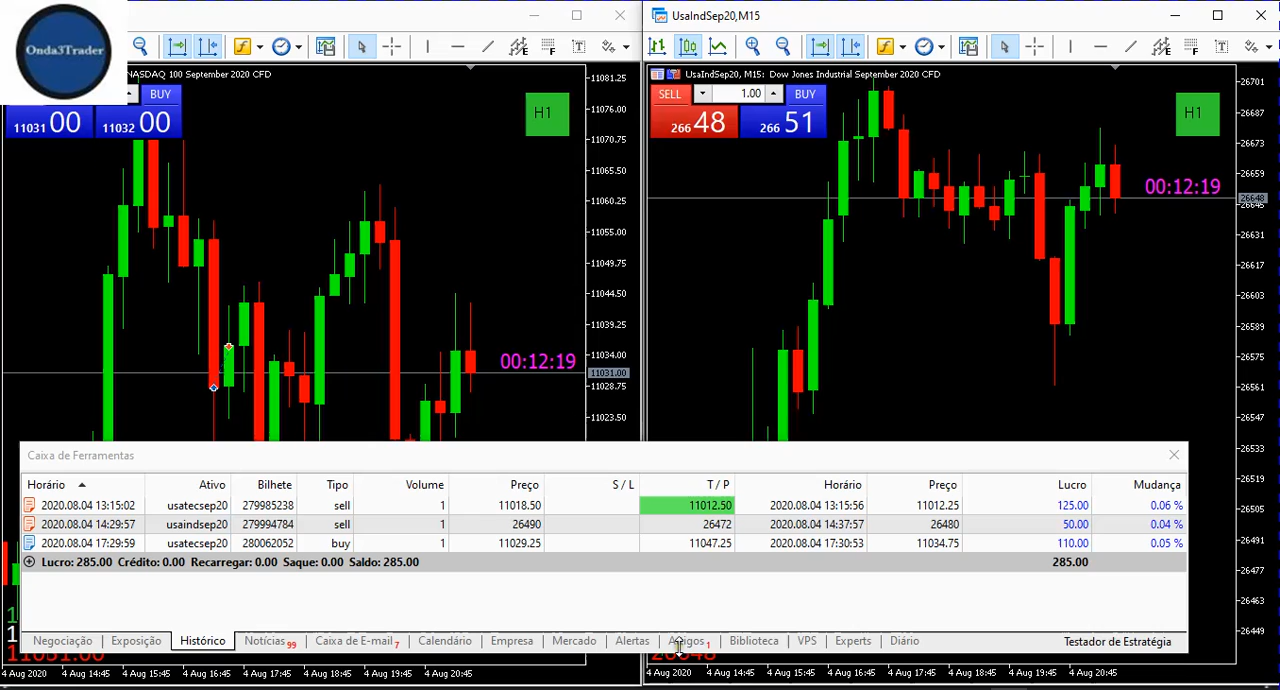 Onda3Trader
NASDAQ 100 September 2020 CFD
BUY
11031 00
11032 00
H1
11081.25
11076.00
11070.75
11065.50
11060.25
11055.00
11049.75
11044.50
11039.25
11034.00
11031.00
11028.75
11023.50
00:12:19
UsaIndSep20,M15
UsaIndSep20, M15: Dow Jones Industrial September 2020 CFD
SELL
1.00
BUY
266 48
266 51
H1
00:12:19
26701
26687
26673
26659
26645
26648
26631
26617
26603
26589
26575
26561
26547
26533
26519
26505
26491
26477
26463
26449
Caixa de Ferramentas
Horário Ativo Bilhete Tipo Volume Preço S / L T / P Horário Preço Lucro Mudança
2020.08.04 13:15:02 usatecsep20 279985238 sell 1 11018.50 11012.50 2020.08.04 13:15:56 11012.25 125.00 0.06 %
2020.08.04 14:29:57 usaindsep20 279994784 sell 1 26490 26472 2020.08.04 14:37:57 26480 50.00 0.04 %
2020.08.04 17:29:59 usatecsep20 280062052 buy 1 11029.25 11047.25 2020.08.04 17:30:53 11034.75 110.00 0.05 %
Lucro: 285.00 Crédito: 0.00 Recarregar: 0.00 Saque: 0.00 Saldo: 285.00 285.00
Negociação Exposição Histórico Notícias 99 Caixa de E-mail 7 Calendário Empresa Mercado Alertas Artigos 1 Biblioteca VPS Experts Diário Testador de Estratégia
4 Aug 2020 4 Aug 14:45 4 Aug 15:45 4 Aug 16:45 4 Aug 17:45 4 Aug 18:45 4 Aug 19:45 4 Aug 20:45
4 Aug 2020 4 Aug 14:45 4 Aug 15:45 4 Aug 16:45 4 Aug 17:45 4 Aug 18:45 4 Aug 19:45 4 Aug 20:45